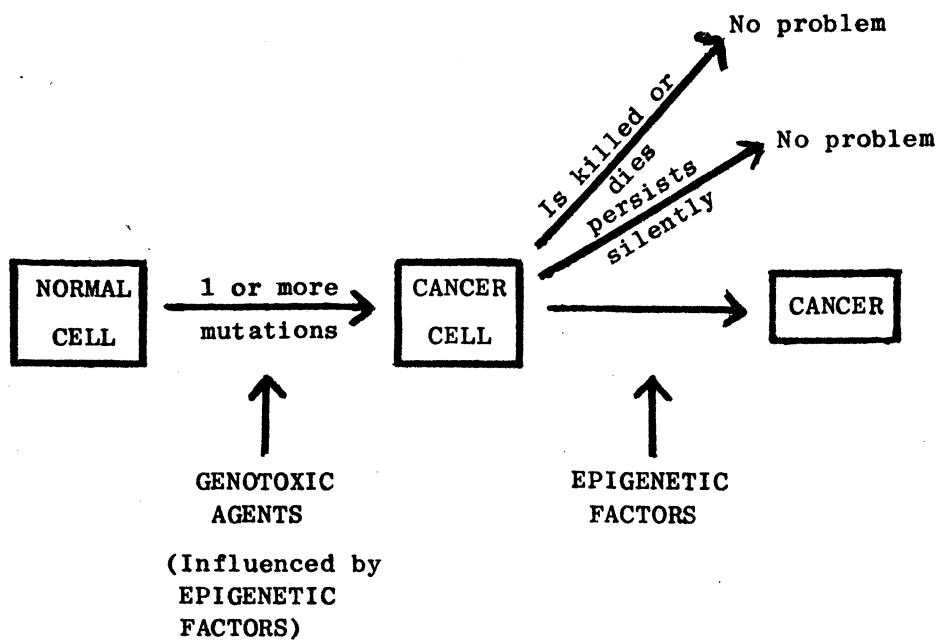 No problem
Is killed or
dies
No problem
persists
silently
NORMAL
CELL
1 or more
mutations
CANCER
CELL
CANCER
GENOTOXIC
AGENTS
(Influenced by
EPIGENETIC
FACTORS)
EPIGENETIC
FACTORS